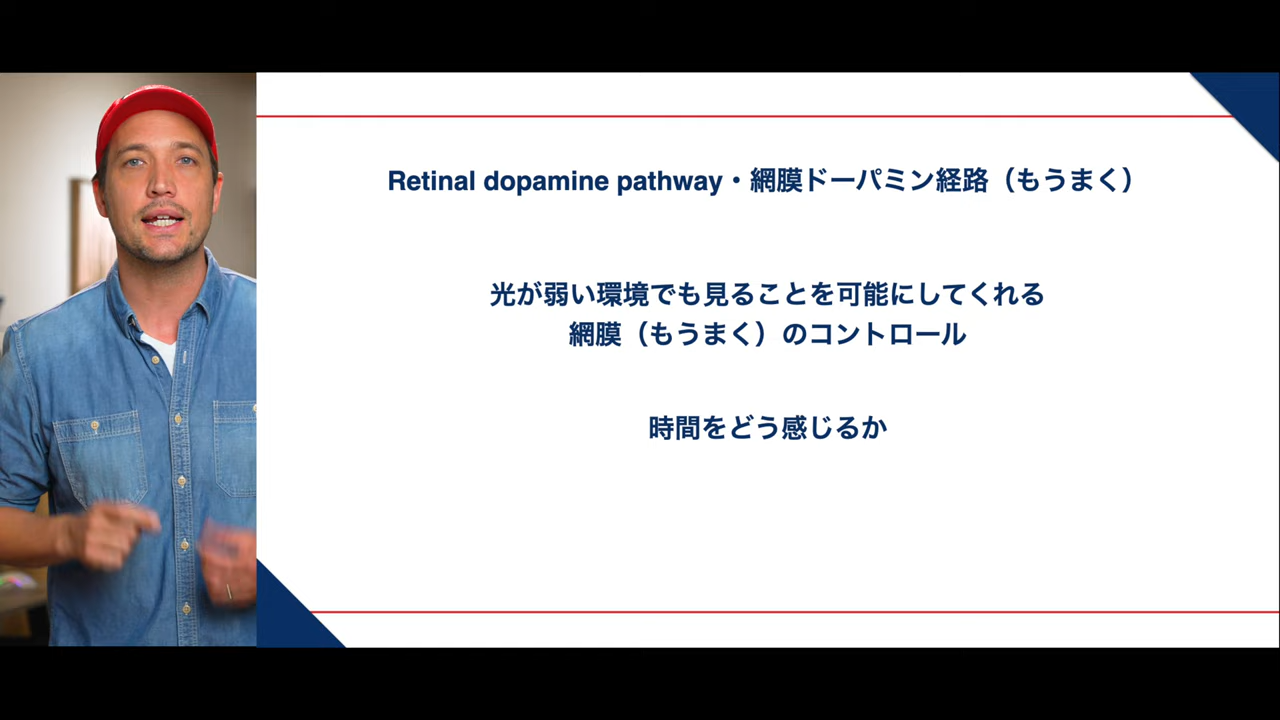 Retinal dopamine pathway・網膜ドーパミン経路（もうまく）
光が弱い環境でも見ることを可能にしてくれる
網膜（もうまく）のコントロール
時間をどう感じるか